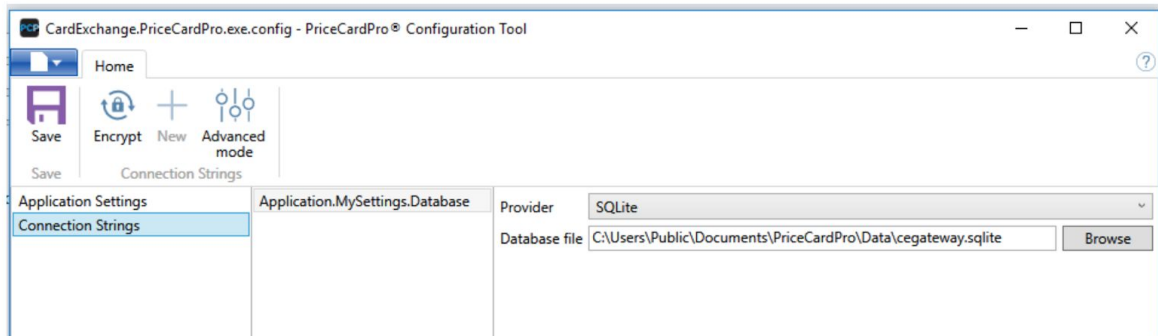 PCP CardExchange.PriceCardPro.exe.config - PriceCardPro® Configuration Tool
Home
?
Save
Encrypt
New
Advanced
mode
Save
Connection Strings
Application Settings
Connection Strings
Application.MySettings.Database
Provider SQLite
Database file C:\Users\Public\Documents\PriceCardPro\Data\cegateway.sqlite Browse